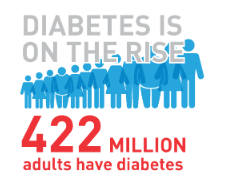 DIABETES IS
ON THE RISE
422 MILLION
adults have diabetes